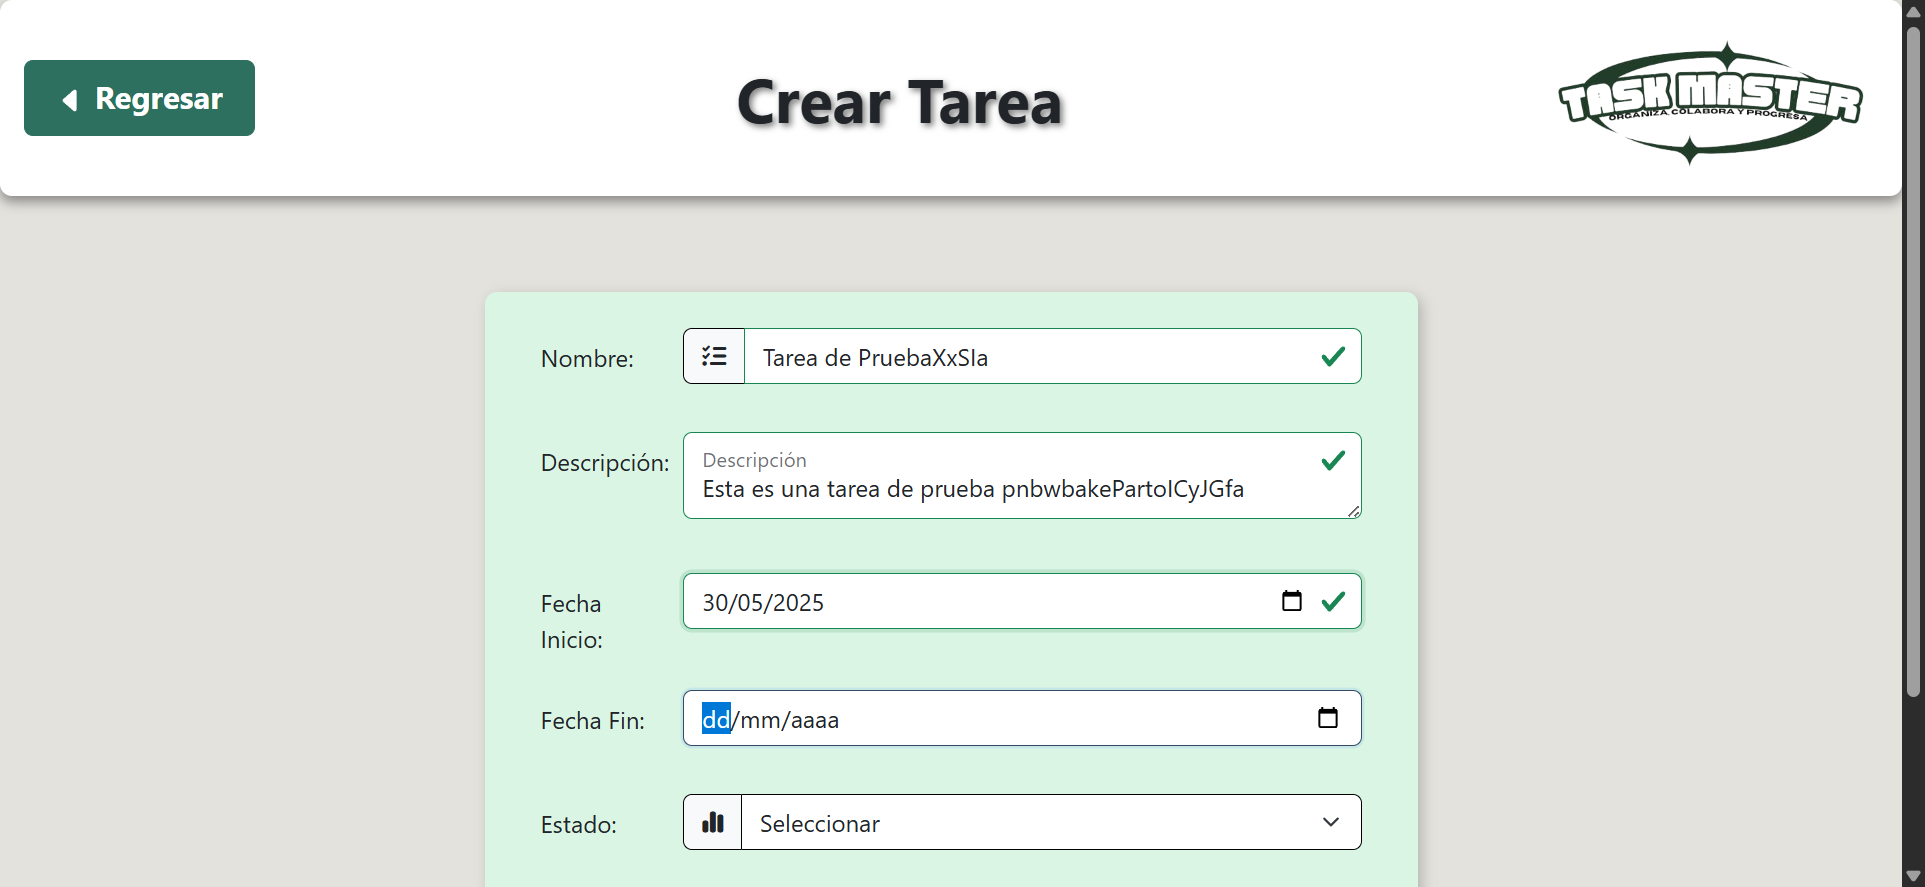 Regresar
Crear Tarea
TASK MASTER
ORGANIZA, COLABORA Y PROGRESA
Nombre:
Tarea de PruebaXxSla
Descripción:
Descripción
Esta es una tarea de prueba pnbwbakePartoICyJGfa
Fecha
Inicio:
30/05/2025
Fecha Fin:
dd/mm/aaaa
Estado:
Seleccionar